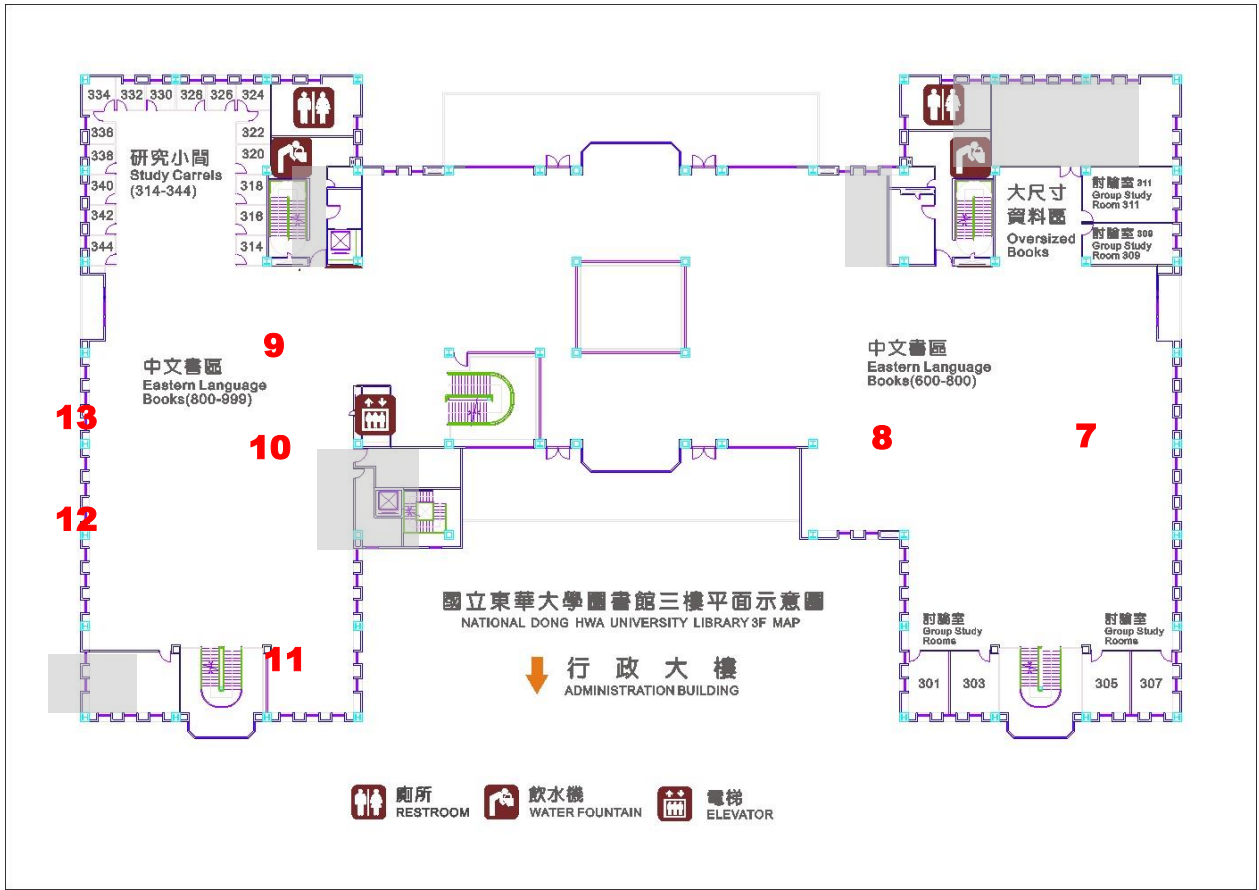 334 332 330 328 326 324
336
322
338
320
研究小間
Study Carrels
(314-344)
340
318
342
316
344
314
大尺寸
資料區
Oversized
Books
討論室 311
Group Study
Room 311
討論室 309
Group Study
Room 309
9
中文書區
Eastern Language
Books(800-999)
中文書區
Eastern Language
Books(600-800)
13
10
8
7
12
國立東華大學圖書館三樓平面示意圖
NATIONAL DONG HWA UNIVERSITY LIBRARY 3F MAP
行政大樓
ADMINISTRATION BUILDING
11
討論室
Group Study
Rooms
討論室
Group Study
Rooms
301 303 305 307
廁所
RESTROOM
飲水機
WATER FOUNTAIN
電梯
ELEVATOR